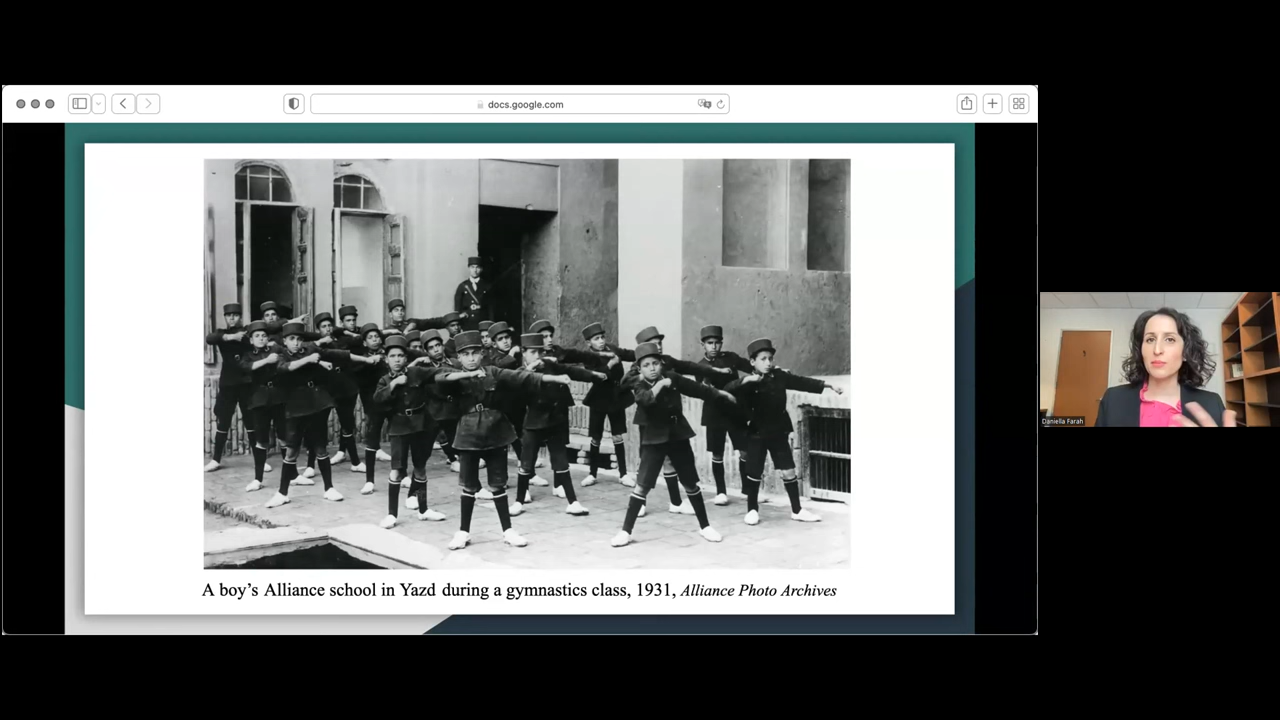 docs.google.com
A boy's Alliance school in Yazd during a gymnastics class, 1931, Alliance Photo Archives
Daniella Farah